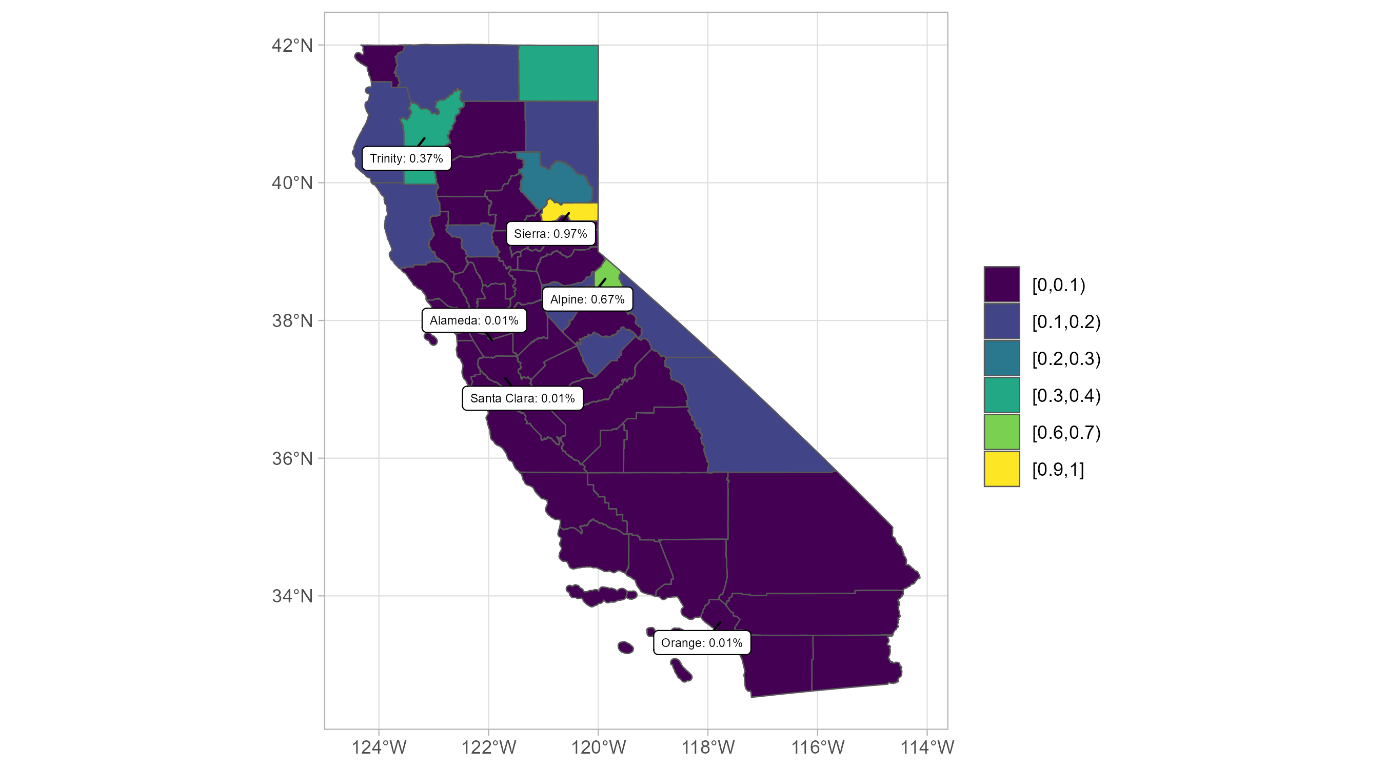 42°N
40°N
38°N
36°N
34°N
Trinity: 0.37%
Sierra: 0.97%
Alpine: 0.67%
Alameda: 0.01%
Santa Clara: 0.01%
Orange: 0.01%
124°W
122°W
120°W
118°W
116°W
114°W
[0,0.1)
[0.1,0.2)
[0.2,0.3)
[0.3,0.4)
[0.6,0.7)
[0.9,1]